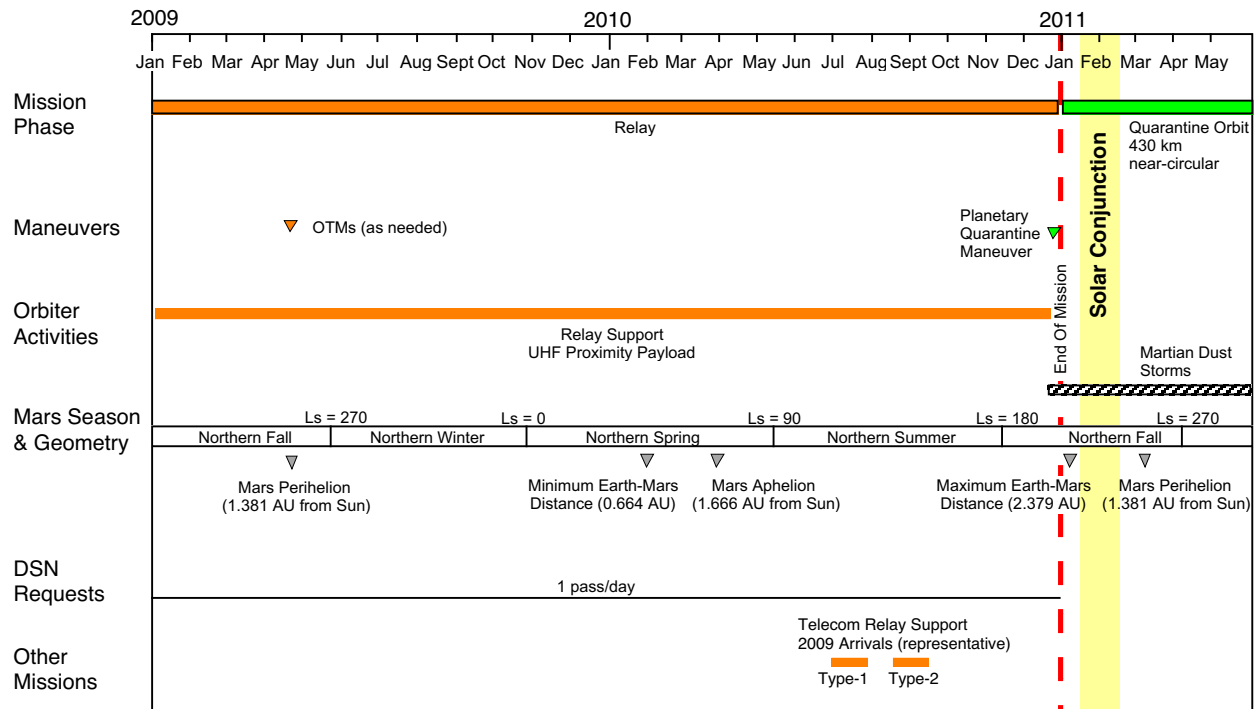 2009 2010 2011
Jan Feb Mar Apr May Jun Jul Aug Sept Oct Nov Dec Jan Feb Mar Apr May Jun Jul Aug Sept Oct Nov Dec Jan Feb Mar Apr May
Mission
Phase
Relay
Quarantine Orbit
430 km
near-circular
Maneuvers
OTMs (as needed)
Planetary
Quarantine
Maneuver
End Of Mission
Solar Conjunction
Orbiter
Activities
Relay Support
UHF Proximity Payload
Martian Dust
Storms
Mars Season
& Geometry
Ls = 270 Ls = 0 Ls = 90 Ls = 180 Ls = 270
Northern Fall Northern Winter Northern Spring Northern Summer Northern Fall
Mars Perihelion
(1.381 AU from Sun)
Minimum Earth-Mars
Distance (0.664 AU)
Mars Aphelion
(1.666 AU from Sun)
Maximum Earth-Mars
Distance (2.379 AU)
Mars Perihelion
(1.381 AU from Sun)
DSN
Requests
1 pass/day
Other
Missions
Telecom Relay Support
2009 Arrivals (representative)
Type-1 Type-2